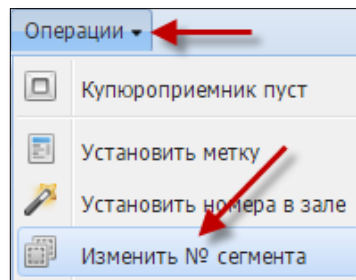 Операции
Купюроприемник пуст
Установить метку
Установить номера в зале
Изменить № сегмента